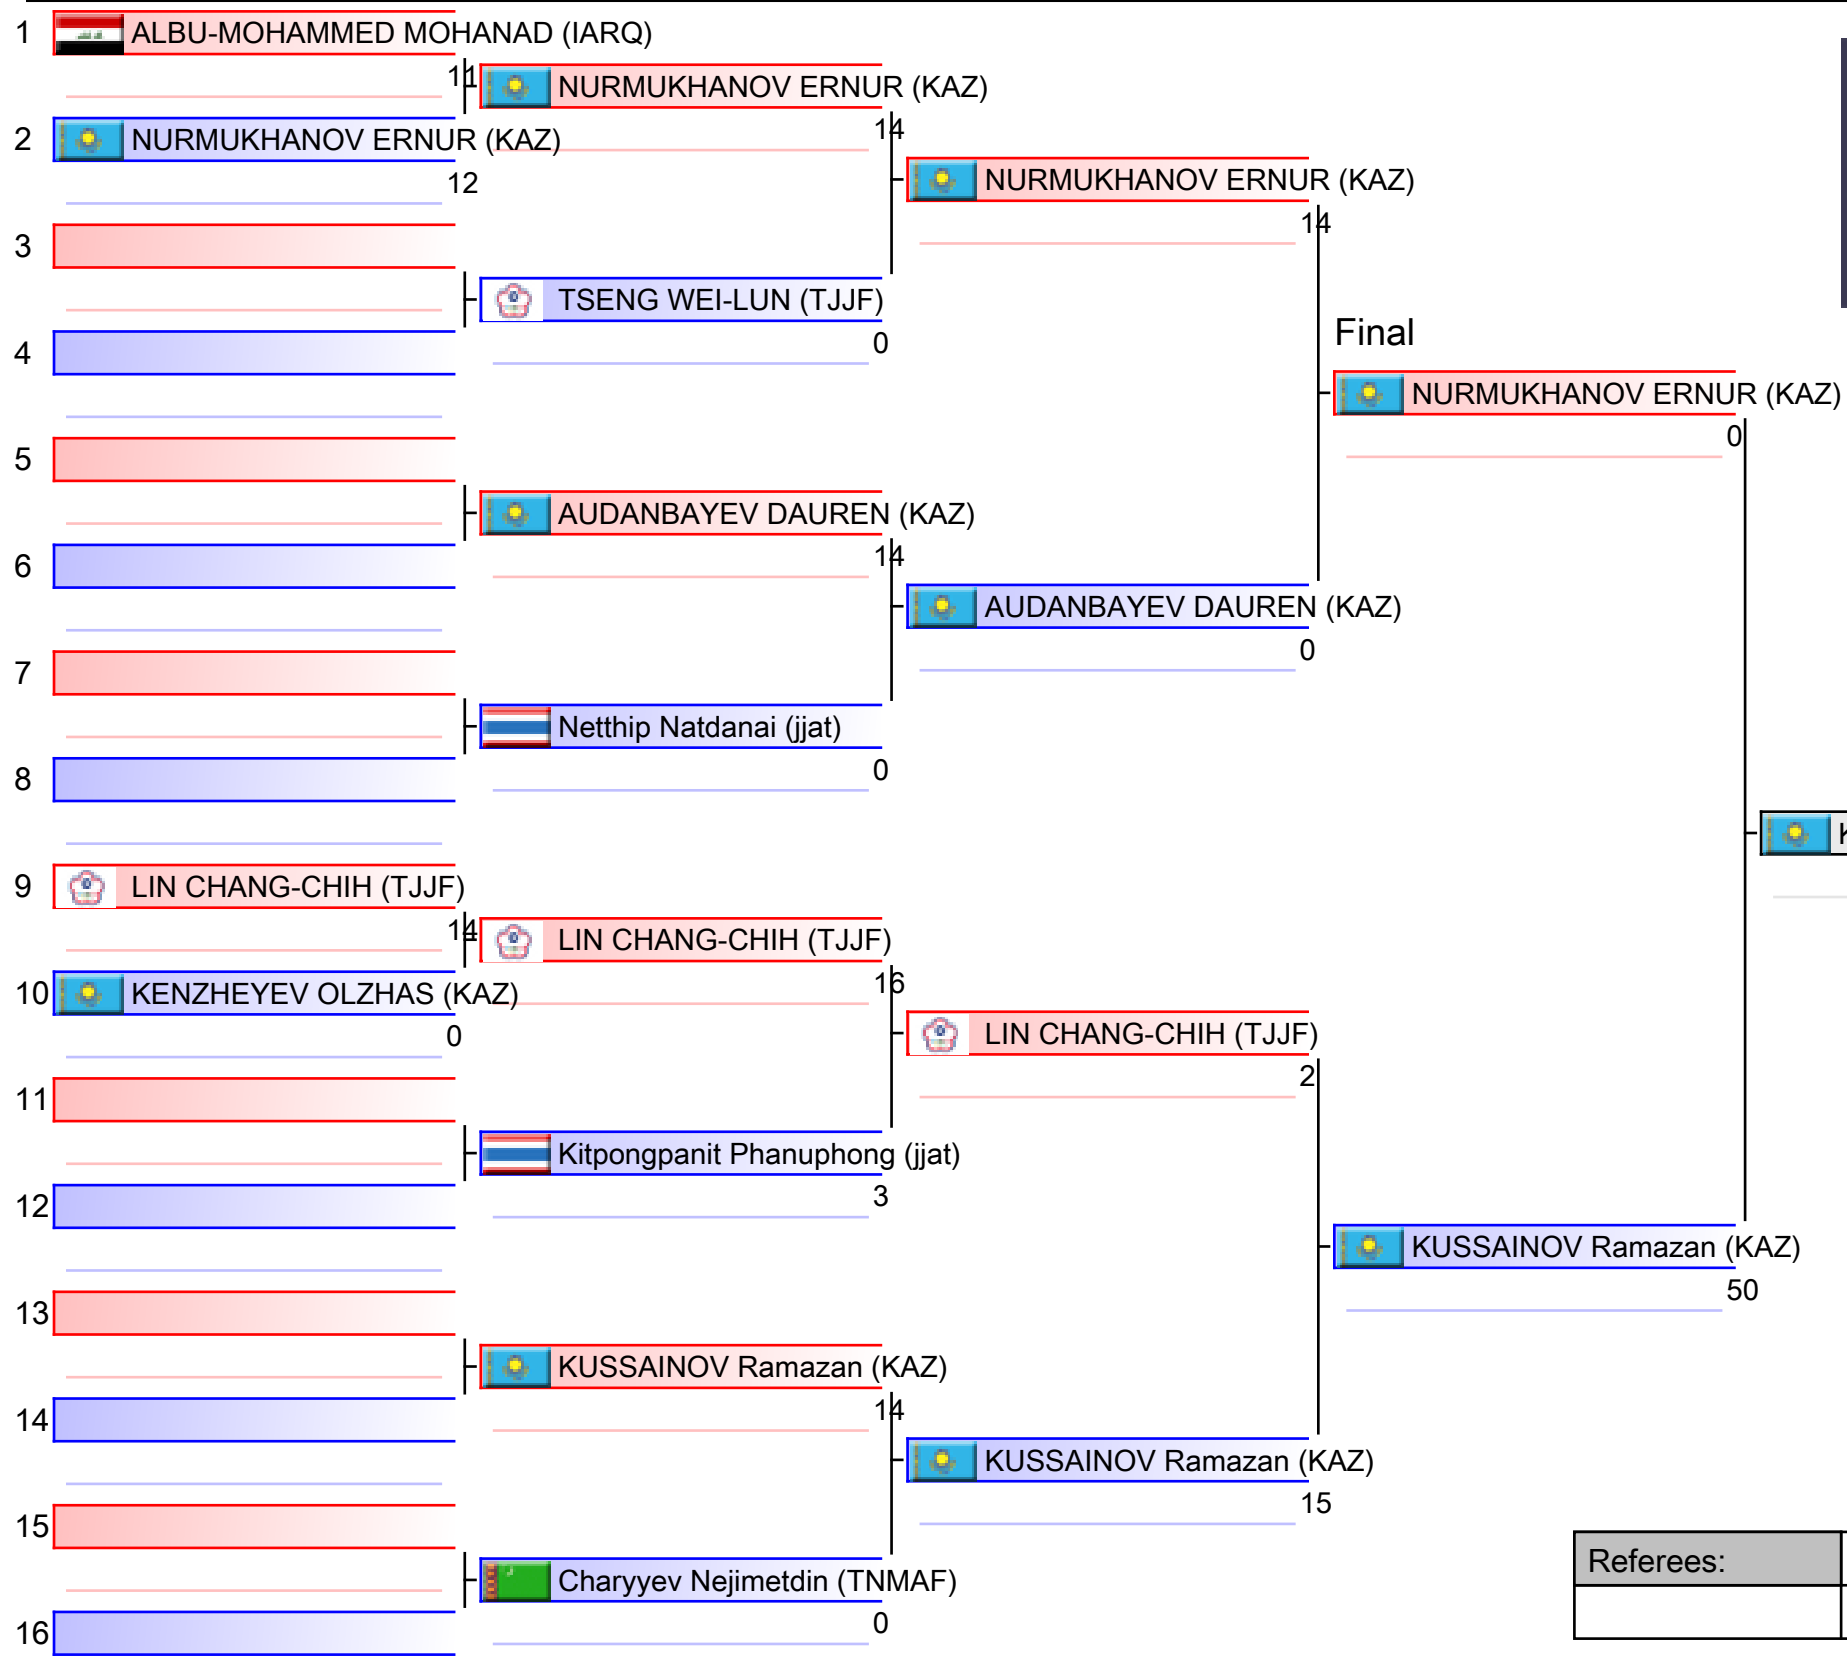 1 ALBU-MOHAMMED MOHANAD (IARQ)
11
NURMUKHANOV ERNUR (KAZ)
14
2 NURMUKHANOV ERNUR (KAZ)
12
NURMUKHANOV ERNUR (KAZ)
14
3
TSENG WEI-LUN (TJJF)
0
4
Final
NURMUKHANOV ERNUR (KAZ)
0
5
AUDANBAYEV DAUREN (KAZ)
14
6
AUDANBAYEV DAUREN (KAZ)
0
7
Netthip Natdanai (jjat)
0
8
K
9 LIN CHANG-CHIH (TJJF)
14
LIN CHANG-CHIH (TJJF)
16
10 KENZHEYEV OLZHAS (KAZ)
0
LIN CHANG-CHIH (TJJF)
2
11
Kitpongpanit Phanuphong (jjat)
3
12
KUSSAINOV Ramazan (KAZ)
50
13
KUSSAINOV Ramazan (KAZ)
14
14
KUSSAINOV Ramazan (KAZ)
15
15
Charyyev Nejimetdin (TNMAF)
0
16
Referees: